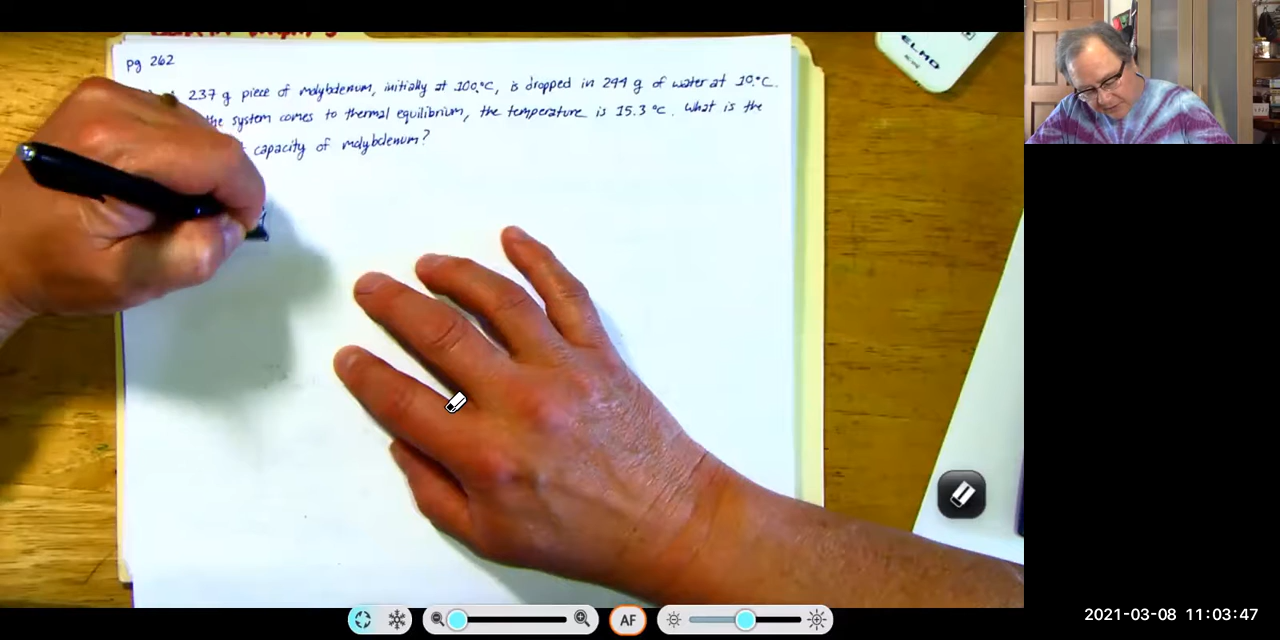 pg 262
237 g piece of molybdenum, initially at 100.°C, is dropped in 244 g of water at 10.°C.
the system comes to thermal equilibrium, the temperature is 15.3 °C. What is the
capacity of molybdenum?
ELMO
AF
2021-03-08 11:03:47